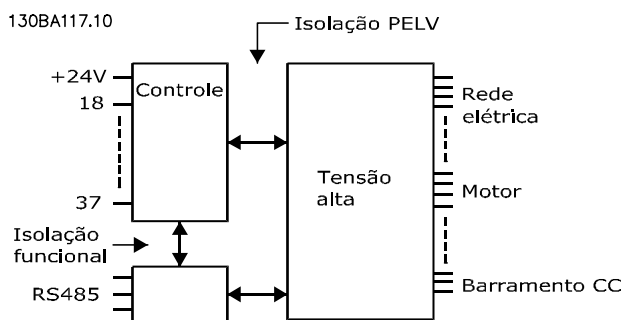 130BA117.10
Isolação PELV
+24V
18
37
Controle
Tensão
alta
Rede
elétrica
Motor
Barramento CC
Isolação
funcional
RS485